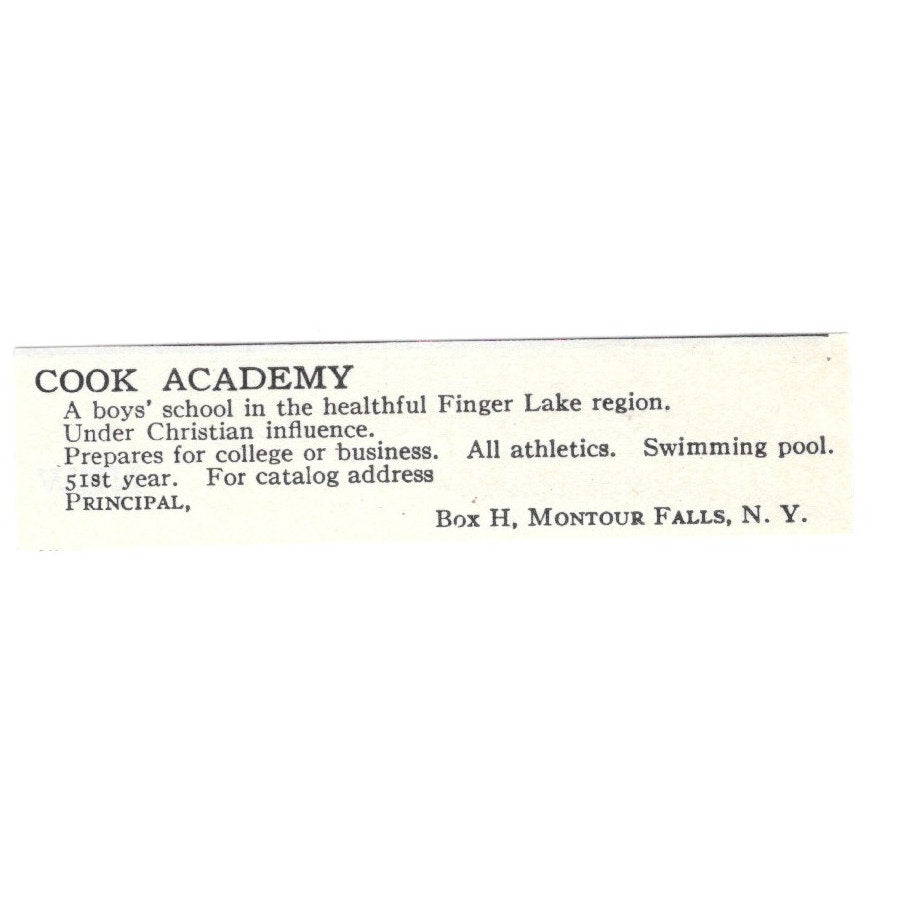 COOK ACADEMY
A boys' school in the healthful Finger Lake region.
Under Christian influence.
Prepares for college or business. All athletics. Swimming pool.
51st year. For catalog address
PRINCIPAL,
Box H, MONTOUR FALLS, N. Y.